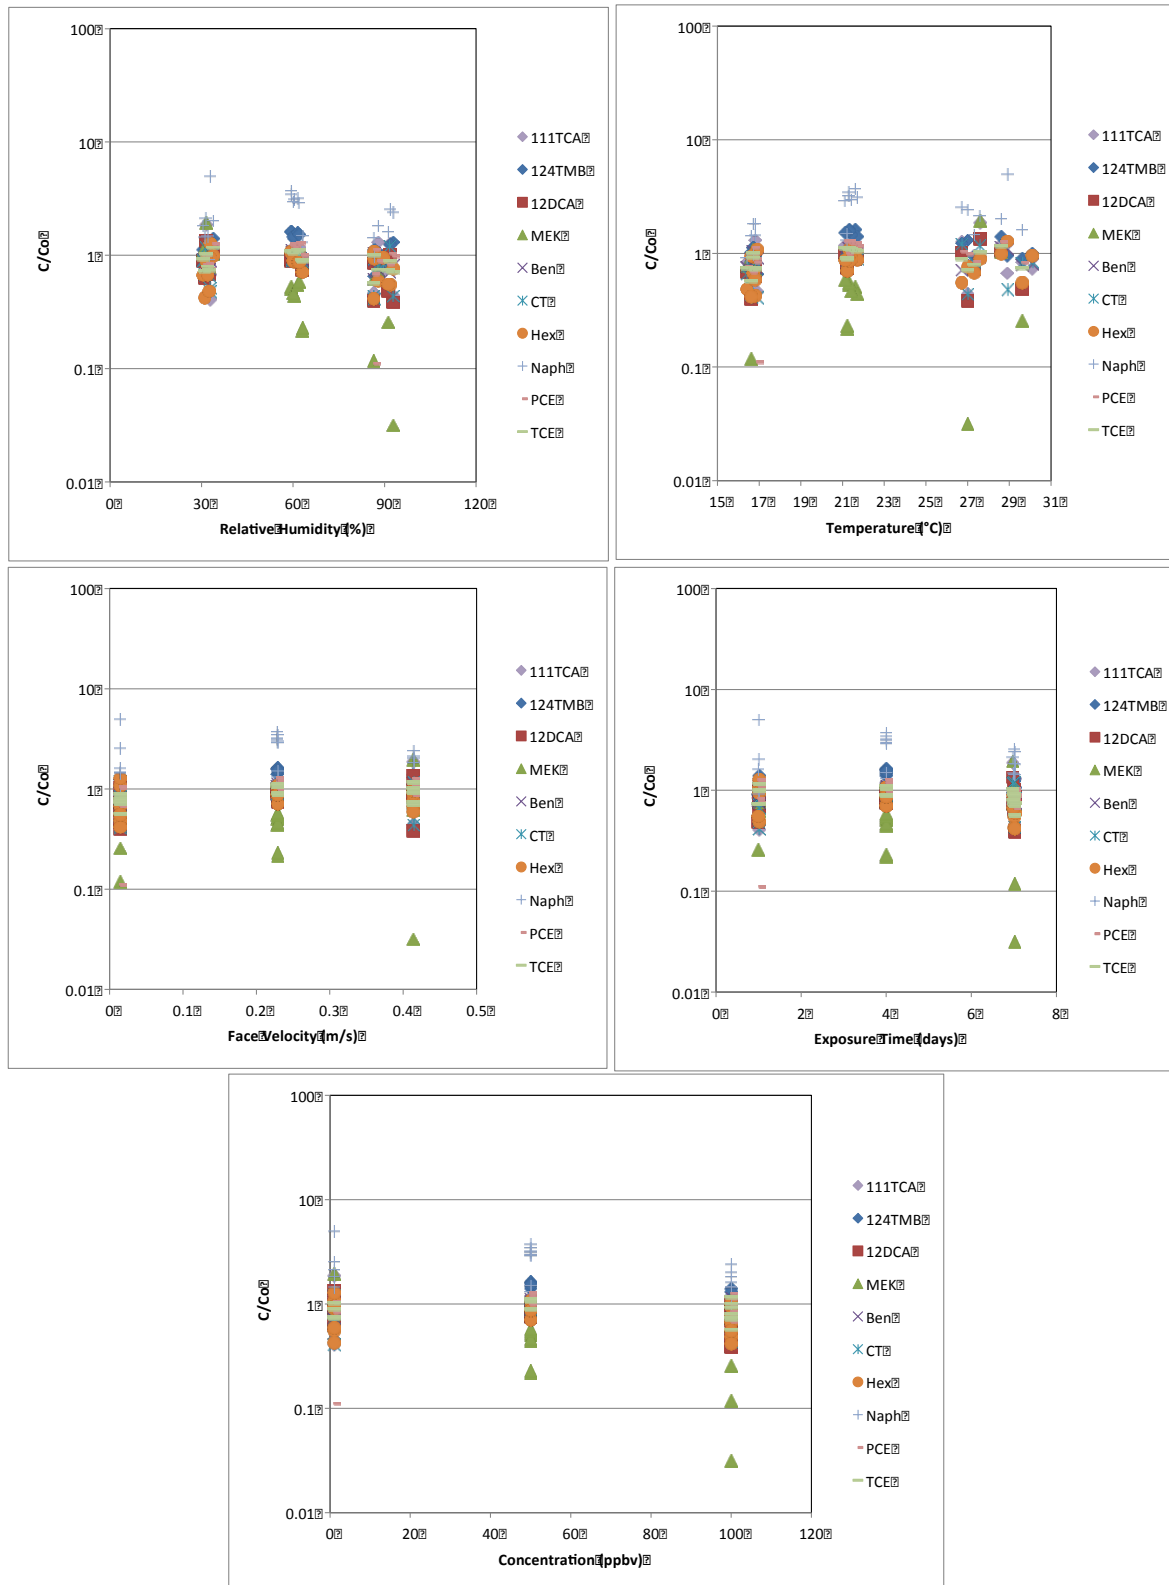 100
10
1
0.1
0.01
C/Co
0 30 60 90 120
Relative Humidity (%)
111TCA
124TMB
12DCA
MEK
Ben
CT
Hex
Naph
PCE
TCE
100
10
1
0.1
0.01
C/Co
15 17 19 21 23 25 27 29 31
Temperature (°C)
111TCA
124TMB
12DCA
MEK
Ben
CT
Hex
Naph
PCE
TCE
100
10
1
0.1
0.01
C/Co
0 0.1 0.2 0.3 0.4 0.5
Face Velocity (m/s)
111TCA
124TMB
12DCA
MEK
Ben
CT
Hex
Naph
PCE
TCE
100
10
1
0.1
0.01
C/Co
0 2 4 6 8
Exposure Time (days)
111TCA
124TMB
12DCA
MEK
Ben
CT
Hex
Naph
PCE
TCE
100
10
1
0.1
0.01
C/Co
0 20 40 60 80 100 120
Concentration (ppbv)
111TCA
124TMB
12DCA
MEK
Ben
CT
Hex
Naph
PCE
TCE